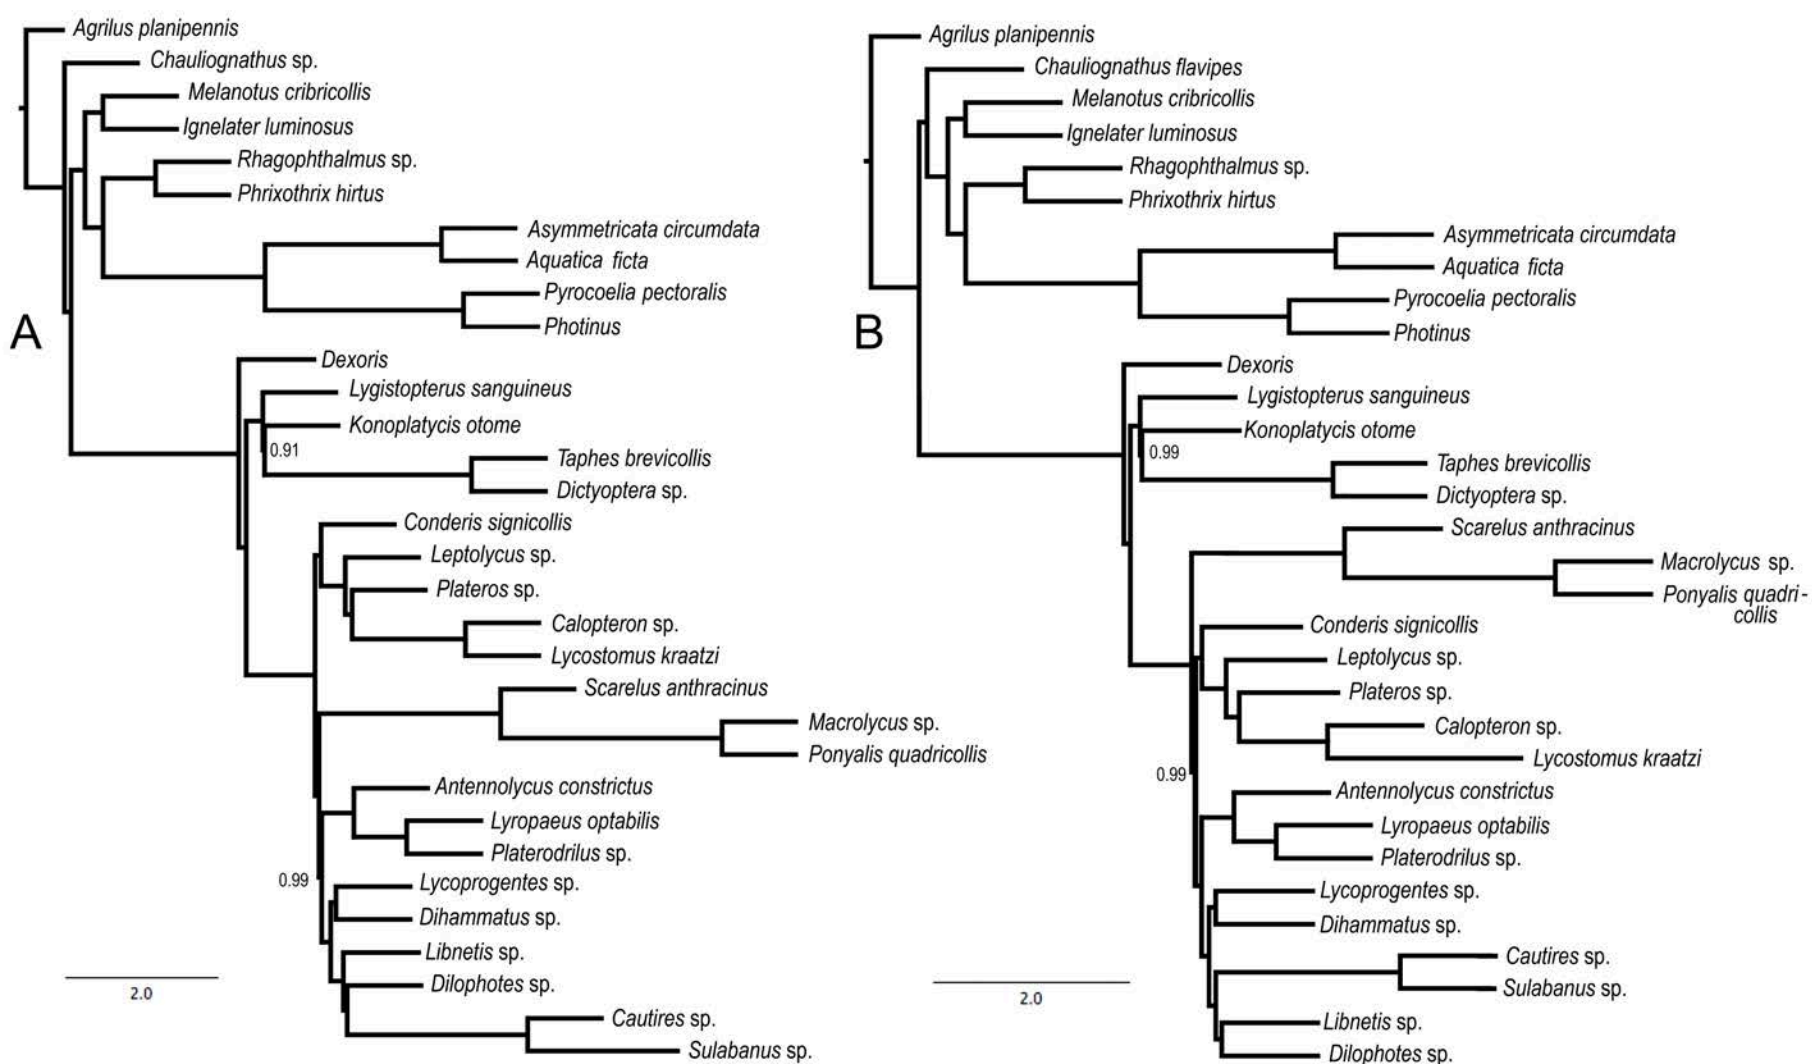 Agrilus planipennis
Chauliognathus sp.
Melanotus cribricollis
Ignelater luminosus
Rhagophthalmus sp.
Phrixothrix hirtus
Asymmetricata circumdata
Aquatica ficta
Pyrocoelia pectoralis
Photinus
A
Dexoris
Lygistopterus sanguineus
Konoplatycis otome
0.91
Taphes brevicollis
Dictyoptera sp.
Conderis signicollis
Leptolycus sp.
Plateros sp.
Calopteron sp.
Lycostomus kraatzi
Scarelus anthracinus
Macrolycus sp.
Ponyalis quadricollis
Antennolycus constrictus
Lyropaeus optabilis
Platerodrilus sp.
0.99
Lycoprogentes sp.
Dihammatus sp.
Libnetis sp.
Dilophotes sp.
2.0
Cautires sp.
Sulabanus sp.
Agrilus planipennis
Chauliognathus flavipes
Melanotus cribricollis
Ignelater luminosus
Rhagophthalmus sp.
Phrixothrix hirtus
Asymmetricata circumdata
Aquatica ficta
Pyrocoelia pectoralis
Photinus
B
Dexoris
Lygistopterus sanguineus
Konoplatycis otome
0.99
Taphes brevicollis
Dictyoptera sp.
Scarelus anthracinus
Macrolycus sp.
Ponyalis quadri-
collis
Conderis signicollis
Leptolycus sp.
Plateros sp.
Calopteron sp.
Lycostomus kraatzi
0.99
Antennolycus constrictus
Lyropaeus optabilis
Platerodrilus sp.
Lycoprogentes sp.
Dihammatus sp.
Cautires sp.
Sulabanus sp.
2.0
Libnetis sp.
Dilophotes sp.